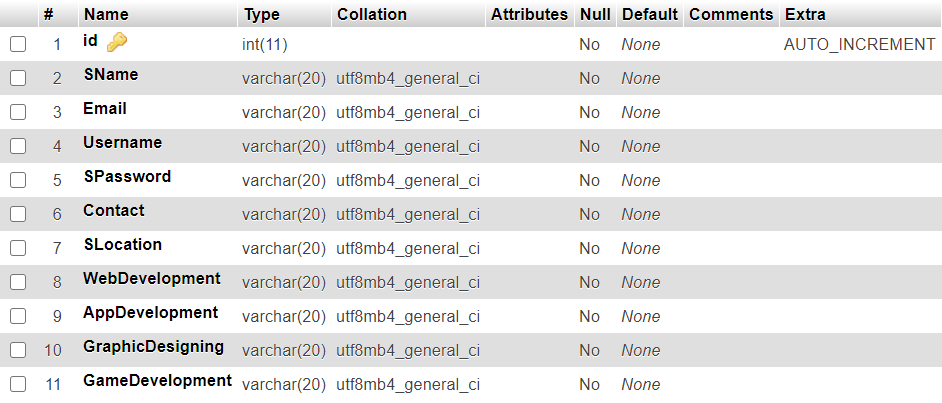 # Name Type Collation Attributes Null Default Comments Extra
1 id int(11) No None AUTO_INCREMENT
2 SName varchar(20) utf8mb4_general_ci No None
3 Email varchar(20) utf8mb4_general_ci No None
4 Username varchar(20) utf8mb4_general_ci No None
5 SPassword varchar(20) utf8mb4_general_ci No None
6 Contact varchar(20) utf8mb4_general_ci No None
7 SLocation varchar(20) utf8mb4_general_ci No None
8 WebDevelopment varchar(20) utf8mb4_general_ci No None
9 AppDevelopment varchar(20) utf8mb4_general_ci No None
10 GraphicDesigning varchar(20) utf8mb4_general_ci No None
11 GameDevelopment varchar(20) utf8mb4_general_ci No None